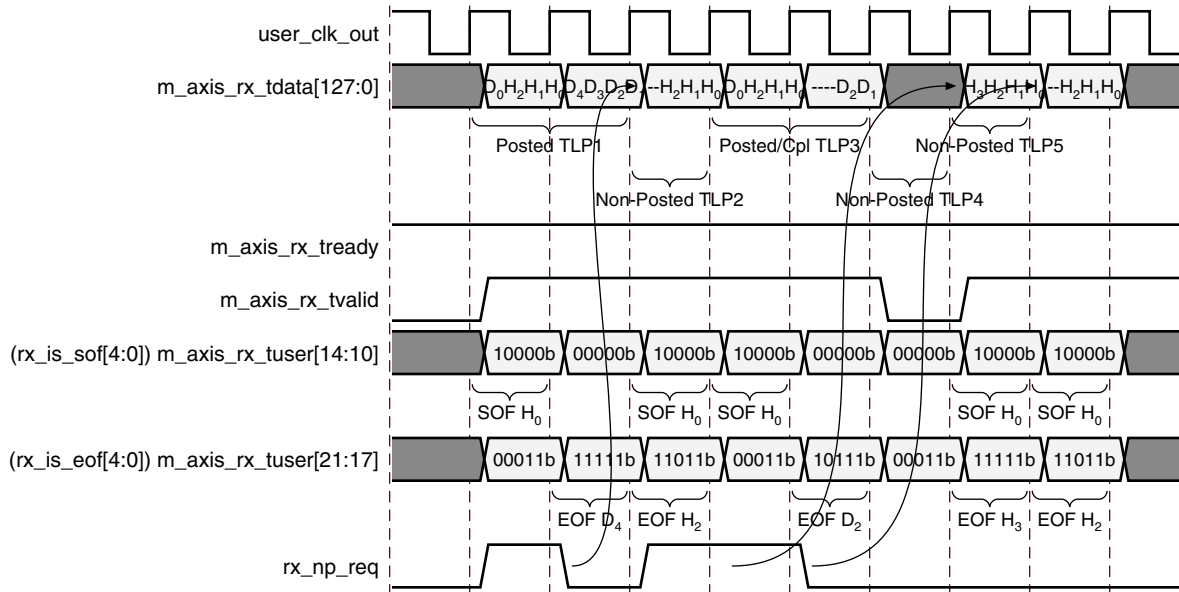 user_clk_out
m_axis_rx_tdata[127:0] D₀H₂H₁H₀ D₄D₃D₂D₁ --H₂H₁H₀ D₀H₂H₁H₀ ----D₂D₁ H₃H₂H₁H₀ --H₂H₁H₀
Posted TLP1 Posted/Cpl TLP3 Non-Posted TLP5
Non-Posted TLP2 Non-Posted TLP4
m_axis_rx_tready
m_axis_rx_tvalid
(rx_is_sof[4:0]) m_axis_rx_tuser[14:10] 10000b 00000b 10000b 10000b 00000b 00000b 10000b 10000b
SOF H₀ SOF H₀ SOF H₀ SOF H₀ SOF H₀
(rx_is_eof[4:0]) m_axis_rx_tuser[21:17] 00011b 11111b 11011b 00011b 10111b 00011b 11111b 11011b
EOF D₄ EOF H₂ EOF D₂ EOF H₃ EOF H₂
rx_np_req